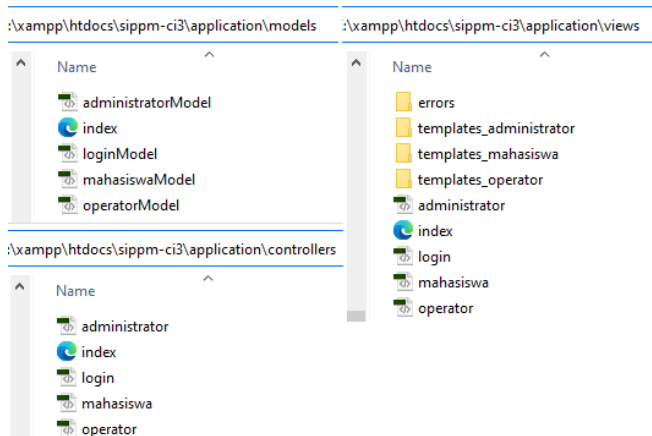 :\xampp\htdocs\sippm-ci3\application\models
Name
administratorModel
index
loginModel
mahasiswaModel
operatorModel
:\xampp\htdocs\sippm-ci3\application\controllers
Name
administrator
index
login
mahasiswa
operator
:\xampp\htdocs\sippm-ci3\application\views
Name
errors
templates_administrator
templates_mahasiswa
templates_operator
administrator
index
login
mahasiswa
operator